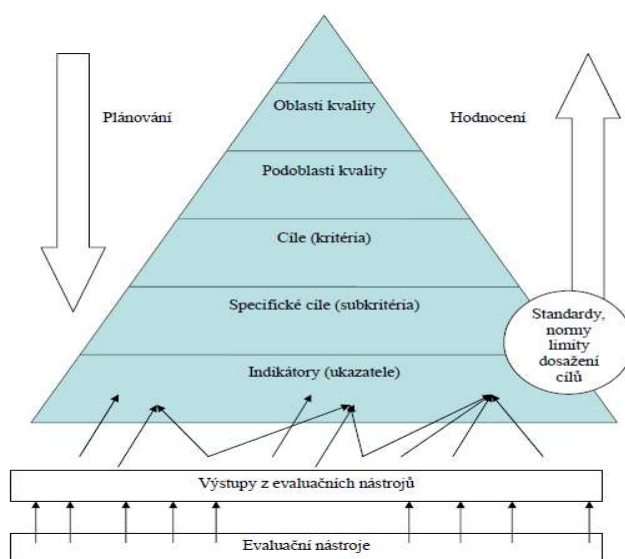 Oblasti kvality
Plánování
Hodnocení
Podoblasti kvality
Cíle (kritéria)
Specifické cíle (subkritéria)
Standardy,
normy
limity
dosažení
cílů
Indikátory (ukazatele)
Výstupy z evaluačních nástrojů
Evaluační nástroje